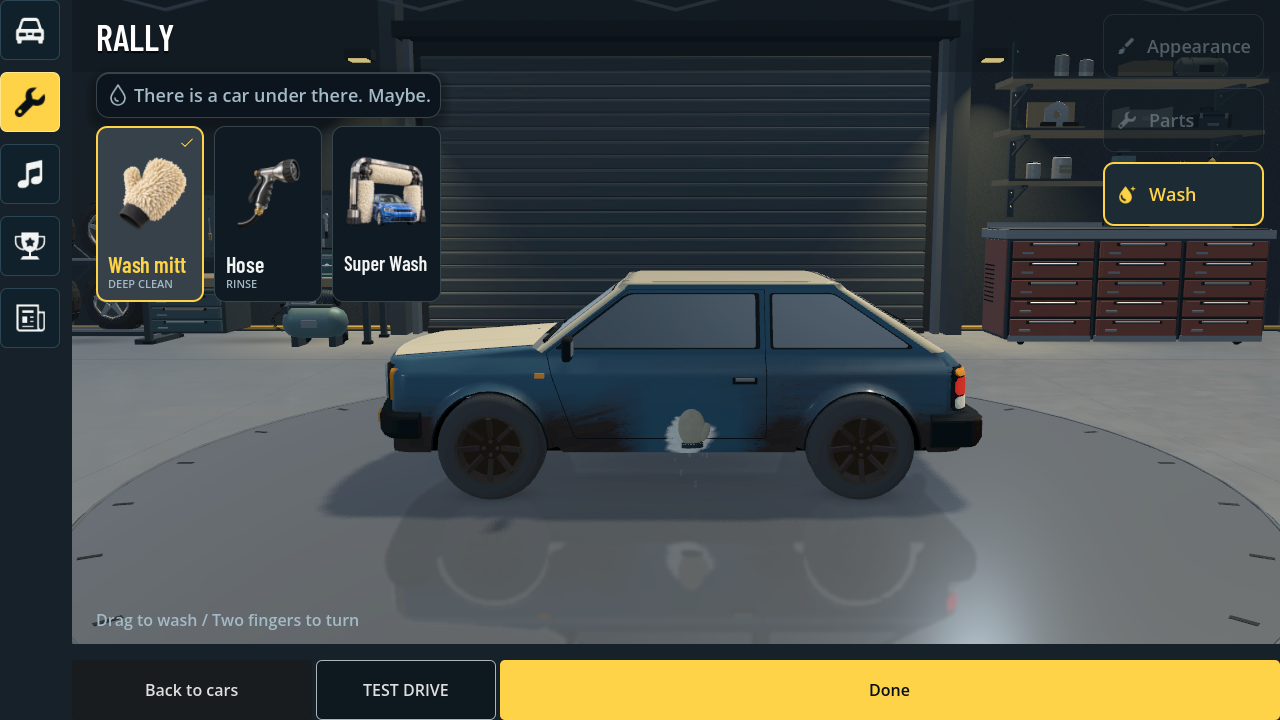 RALLY
There is a car under there. Maybe.
Wash mitt
DEEP CLEAN
Hose
RINSE
Super Wash
Appearance
Parts
Wash
Drag to wash / Two fingers to turn
Back to cars
TEST DRIVE
Done